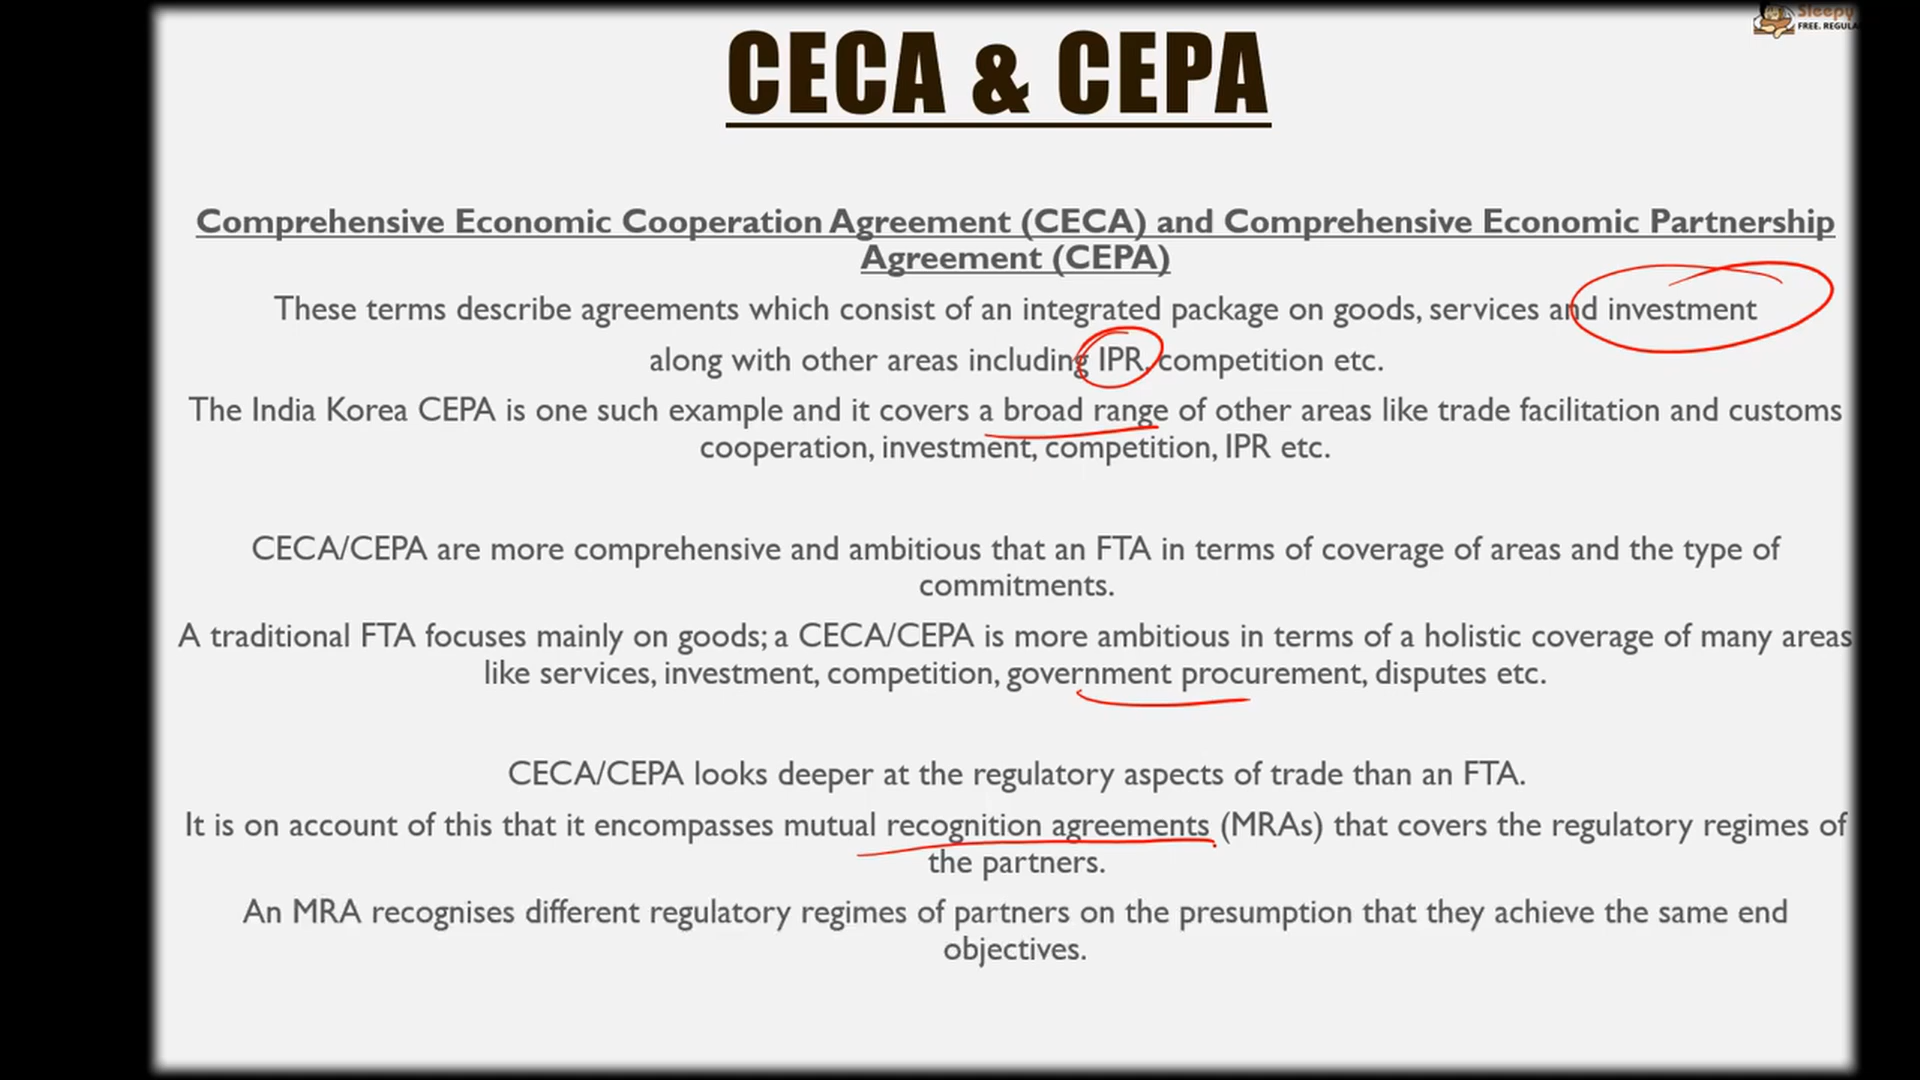 Sleepy
FREE. REGULA
CECA & CEPA
Comprehensive Economic Cooperation Agreement (CECA) and Comprehensive Economic Partnership
Agreement (CEPA)
These terms describe agreements which consist of an integrated package on goods, services and investment
along with other areas including IPR, competition etc.
The India Korea CEPA is one such example and it covers a broad range of other areas like trade facilitation and customs
cooperation, investment, competition, IPR etc.
CECA/CEPA are more comprehensive and ambitious that an FTA in terms of coverage of areas and the type of
commitments.
A traditional FTA focuses mainly on goods; a CECA/CEPA is more ambitious in terms of a holistic coverage of many areas
like services, investment, competition, government procurement, disputes etc.
CECA/CEPA looks deeper at the regulatory aspects of trade than an FTA.
It is on account of this that it encompasses mutual recognition agreements (MRAs) that covers the regulatory regimes of
the partners.
An MRA recognises different regulatory regimes of partners on the presumption that they achieve the same end
objectives.